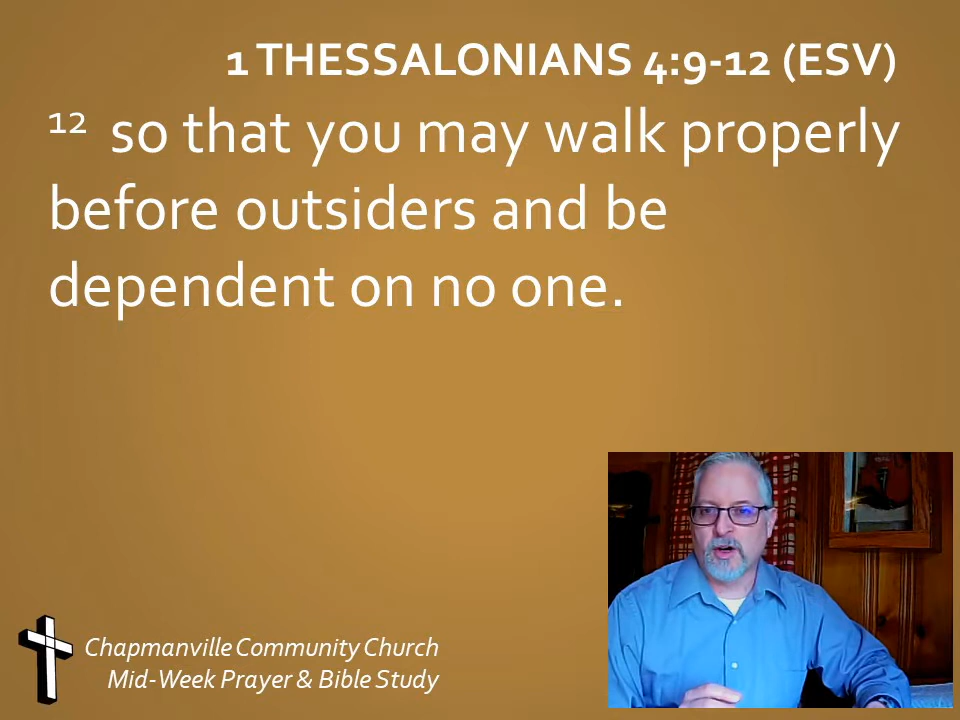 1 THESSALONIANS 4:9-12 (ESV)
12 so that you may walk properly
before outsiders and be
dependent on no one.
Chapmanville Community Church
Mid-Week Prayer & Bible Study